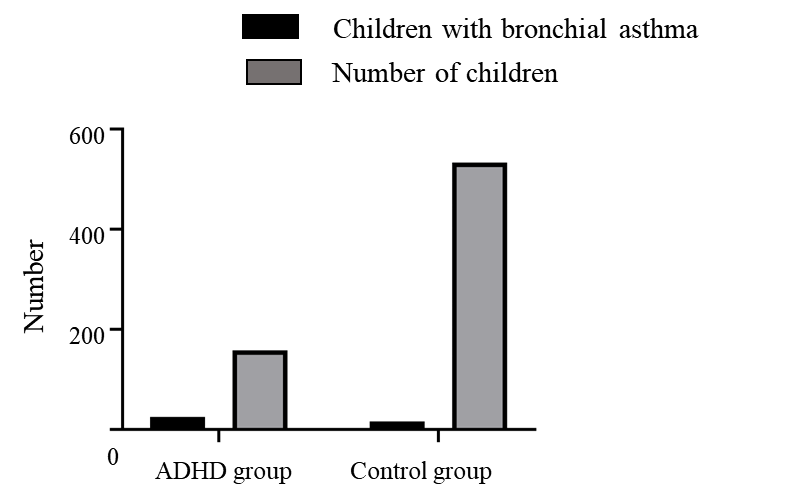 Children with bronchial asthma
Number of children
600
400
200
0
Number
ADHD group
Control group